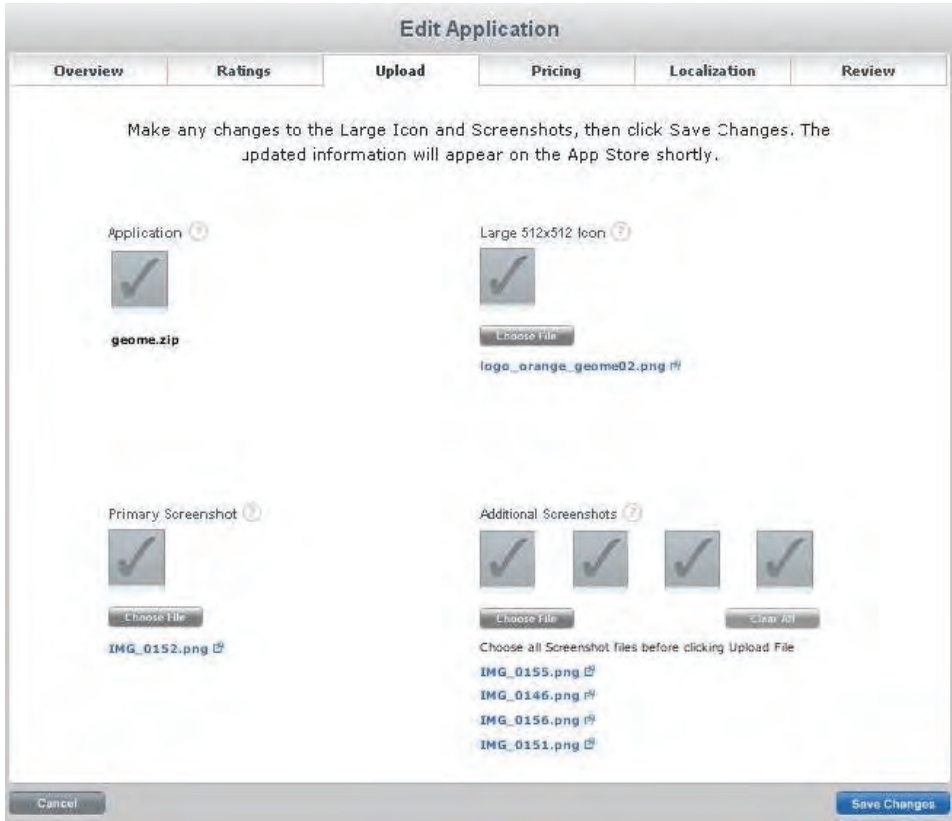 Edit Application
Overview Ratings Upload Pricing Localization Review
Make any changes to the Large Icon and Screenshots, then click Save Changes. The
updated information will appear on the App Store shortly.
Application ?
Large 512x512 Icon ?
geome.zip
Choose File
logo_orange_geome02.png
Primary Screenshot ?
Additional Screenshots ?
Choose File
Choose File Clear All
IMG_0152.png
Choose all Screenshot files before clicking Upload File
IMG_0155.png
IMG_0146.png
IMG_0156.png
IMG_0151.png
Cancel Save Changes